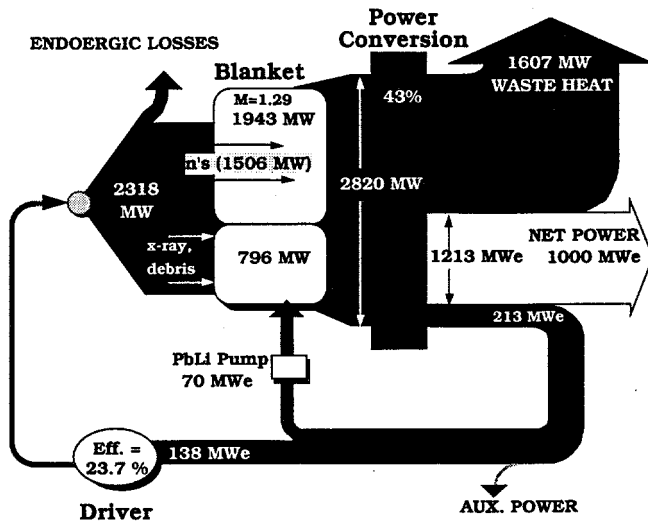 ENDOERGIC LOSSES
Power
Conversion
1607 MW
WASTE HEAT
Blanket
M=1.29
1943 MW
43%
n's (1506 MW)
2318
MW
2820 MW
x-ray,
debris
796 MW
1213 MWe
NET POWER
1000 MWe
213 MWe
PbLi Pump
70 MWe
Eff. =
23.7 %
138 MWe
Driver
AUX. POWER